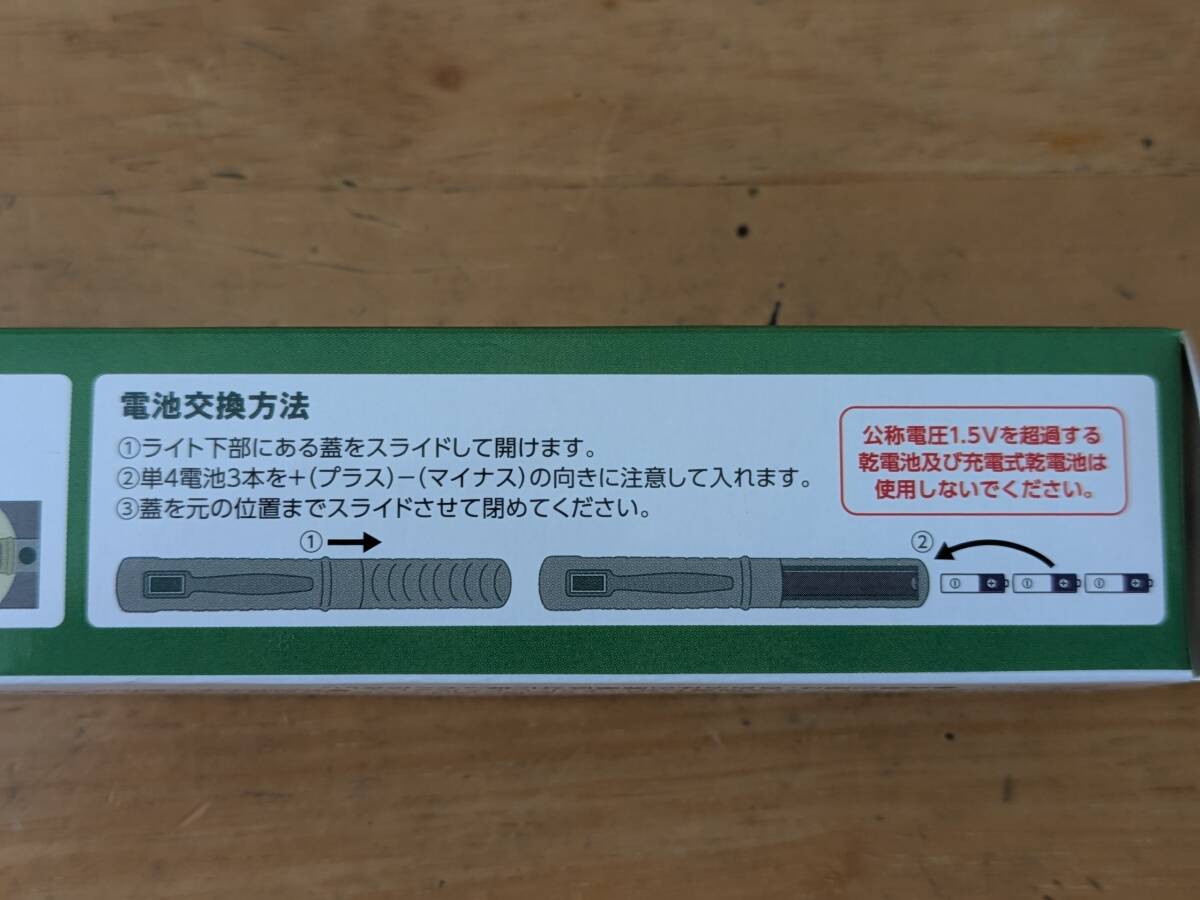 電池交換方法
①ライト下部にある蓋をスライドして開けます。
②単4電池3本を+(プラス)−(マイナス)の向きに注意して入れます。
③蓋を元の位置までスライドさせて閉めてください。
公称電圧1.5Vを超過する
乾電池及び充電式乾電池は
使用しないでください。
①
②